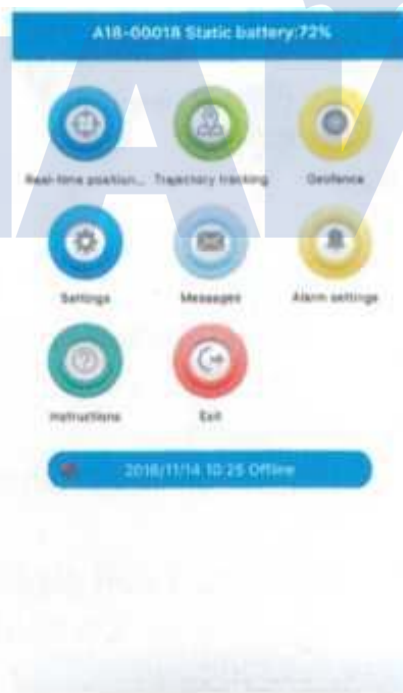 A18-00018 Static battery:72%
Real-time position... Trajectory tracking Geofence
Settings Messages Alarm settings
Instructions Exit
2018/11/14 10:25 Offline